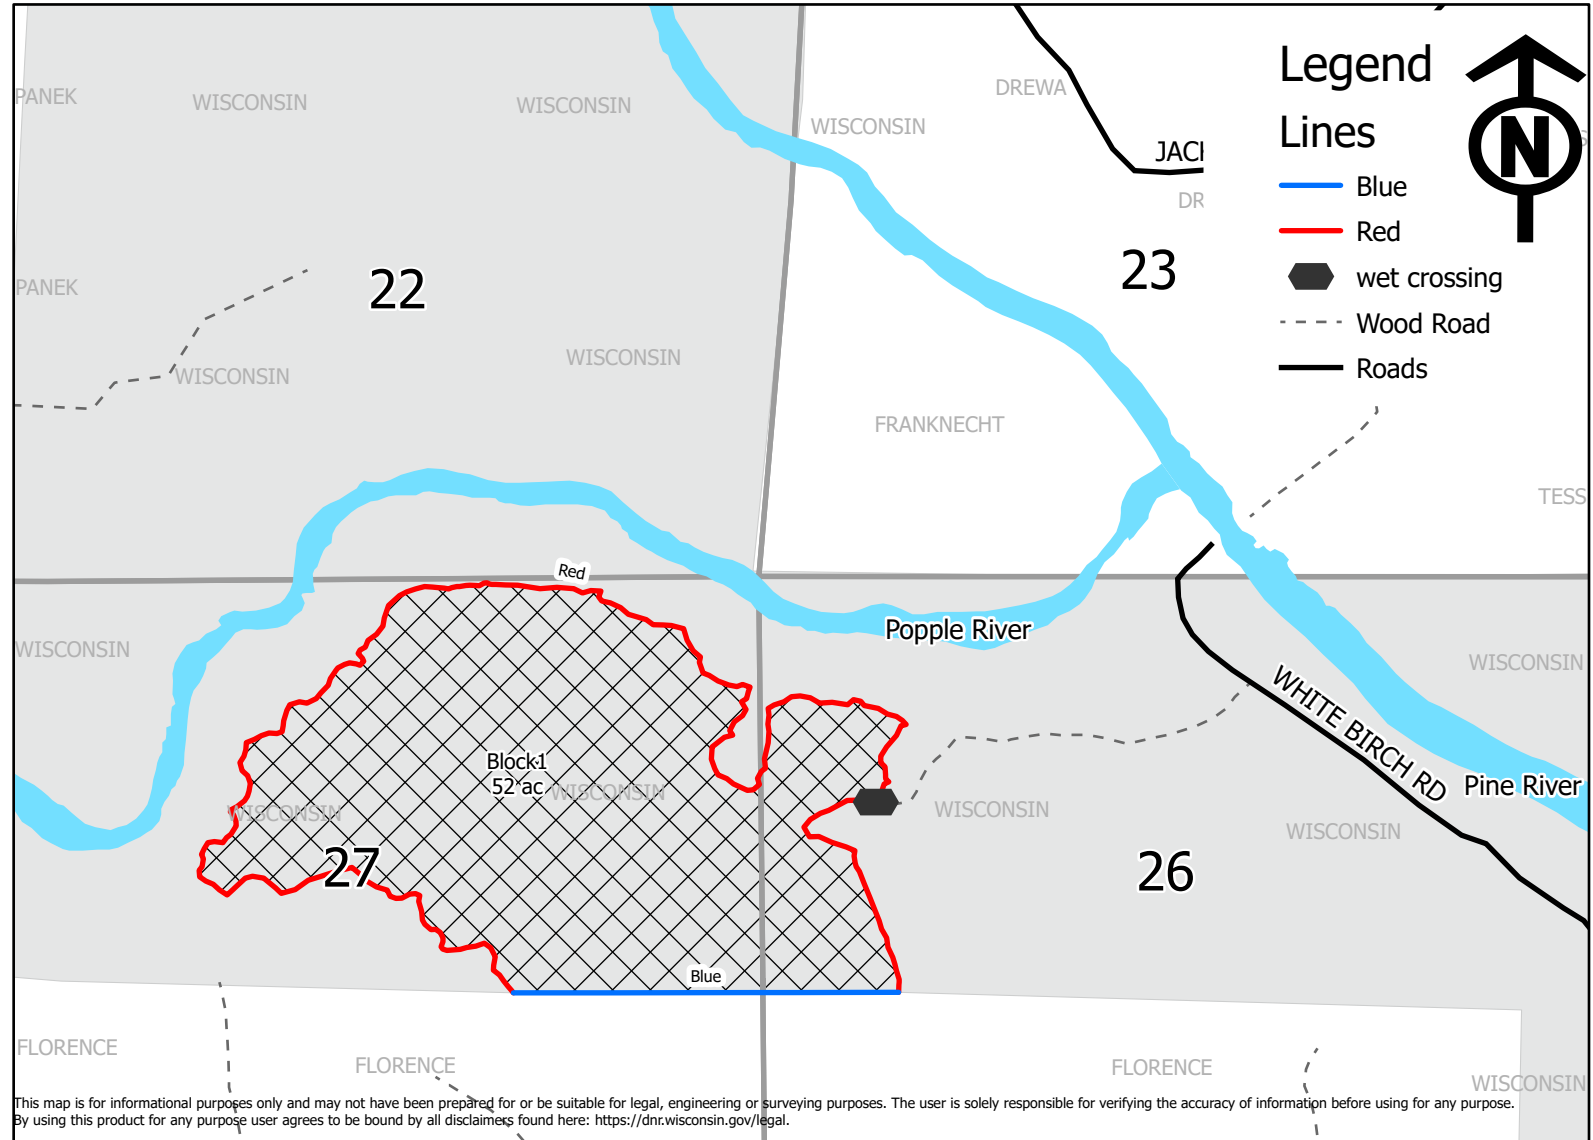 Legend
Lines
Blue
Red
wet crossing
Wood Road
Roads
N
PANEK
WISCONSIN
WISCONSIN
WISCONSIN
DREWA
JACI
DR
22
23
PANEK
WISCONSIN
WISCONSIN
FRANKNECHT
TESS
Red
WISCONSIN
Popple River
WISCONSIN
WHITE BIRCH RD
Pine River
Block1
52 ac
WISCONSIN
WISCONSIN
WISCONSIN
WISCONSIN
27
26
Blue
FLORENCE
FLORENCE
FLORENCE
WISCONSIN
This map is for informational purposes only and may not have been prepared for or be suitable for legal, engineering or surveying purposes. The user is solely responsible for verifying the accuracy of information before using for any purpose.
By using this product for any purpose user agrees to be bound by all disclaimers found here: https://dnr.wisconsin.gov/legal.